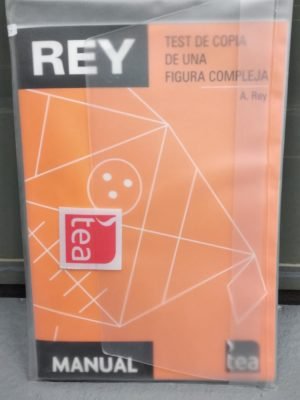 REY
TEST DE COPIA
DE UNA
FIGURA COMPLEJA
A. Rey
tea
MANUAL
tea